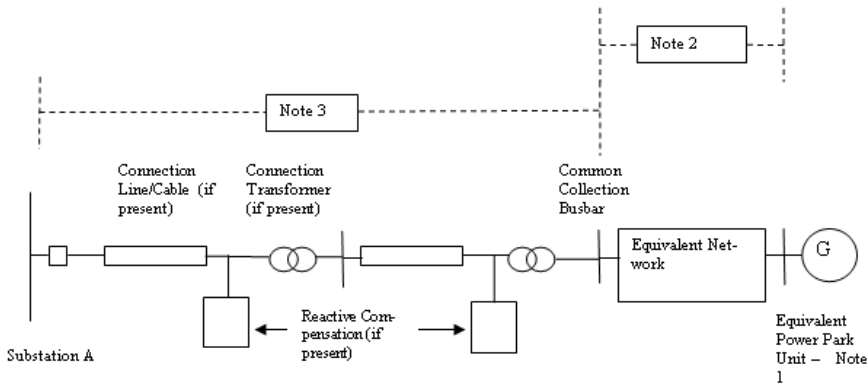 Note 2
Note 3
Connection
Line/Cable (if
present)
Connection
Transformer
(if present)
Common
Collection
Busbar
Equivalent Net-
work
G
Reactive Com-
pensation (if
present)
Substation A
Equivalent
Power Park
Unit – Note
1